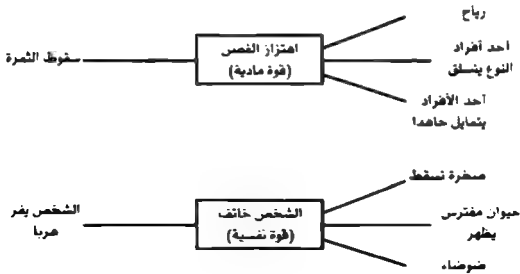 رياح
اهتزاز الغصن
(قوة مادية)
سقوط الثمرة
أحد أفراد
النوع يتسلق
أحد الأفراد
يتمايل جاهدا
صخرة تسقط
الشخص خائف
(قوة نفسية)
الشخص يفر
هربا
حيوان مفترس
يظهر
ضوضاء